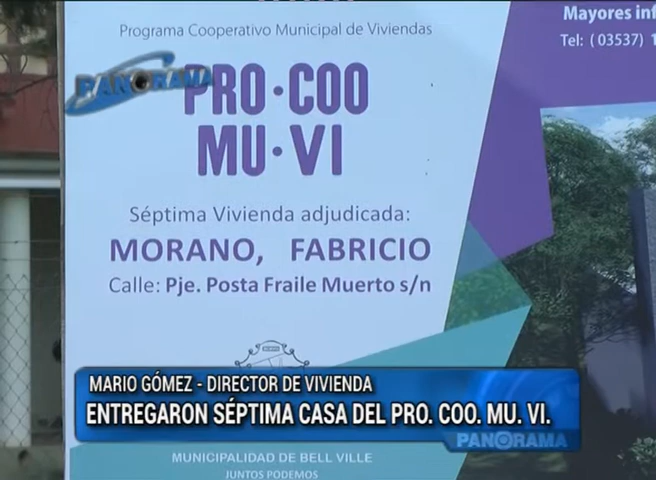 Programa Cooperativo Municipal de Viviendas
Mayores inf
Tel: (03537) 1
PANORAMA
PRO·COO
MU·VI
Séptima Vivienda adjudicada:
MORANO, FABRICIO
Calle: Pje. Posta Fraile Muerto s/n
MARIO GÓMEZ - DIRECTOR DE VIVIENDA
ENTREGARON SÉPTIMA CASA DEL PRO. COO. MU. VI.
PANORAMA
MUNICIPALIDAD DE BELL VILLE
JUNTOS PODEMOS